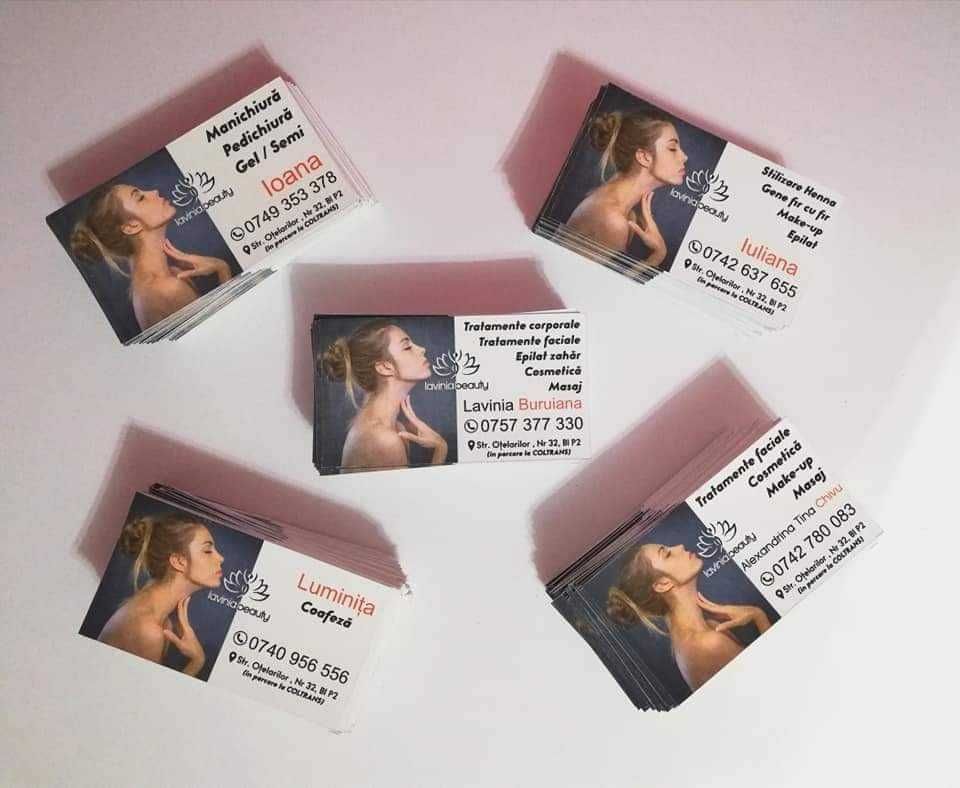 Manichiură
Pedichiură
Gel / Semi
lavinia beauty
Ioana
0749 353 378
Str. Oțelarilor , Nr 32, Bl P2
(în parcare la COLTRANS)
Stilizare Henna
Gene fir cu fir
Make-up
Epilat
lavinia beauty
Iuliana
0742 637 655
Str. Oțelarilor , Nr 32, Bl P2
(în parcare la COLTRANS)
Tratamente corporale
Tratamente faciale
Epilat zahăr
Cosmetică
Masaj
lavinia beauty
Lavinia Buruiana
0757 377 330
Str. Oțelarilor , Nr 32, Bl P2
(în parcare la COLTRANS)
Luminița
Coafeză
lavinia beauty
0740 956 556
Str. Oțelarilor , Nr 32, Bl P2
(în parcare la COLTRANS)
Tratamente faciale
Cosmetică
Make-up
Masaj
lavinia beauty
Alexandrina Tina Chivu
0742 780 083
Str. Oțelarilor , Nr 32, Bl P2
(în parcare la COLTRANS)